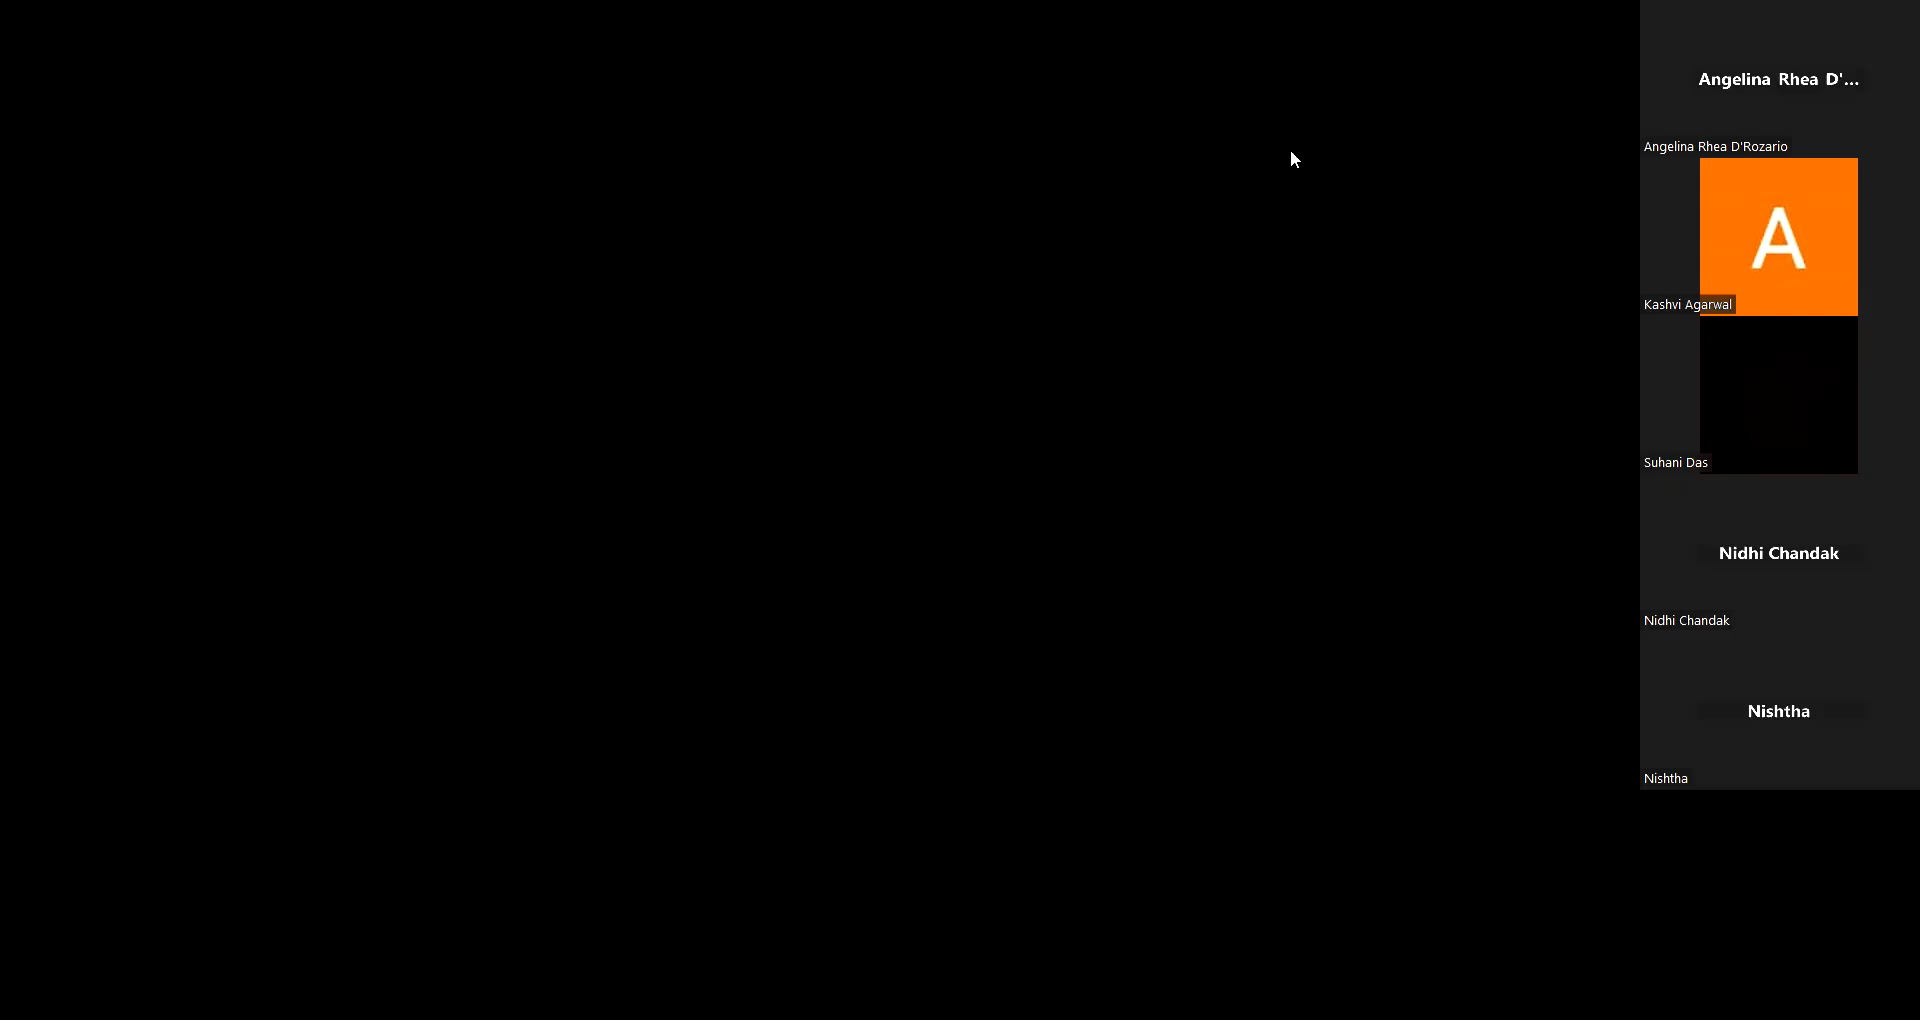 Angelina Rhea D'...
Angelina Rhea D'Rozario
A
Kashvi Agarwal
Suhani Das
Nidhi Chandak
Nidhi Chandak
Nishtha
Nishtha